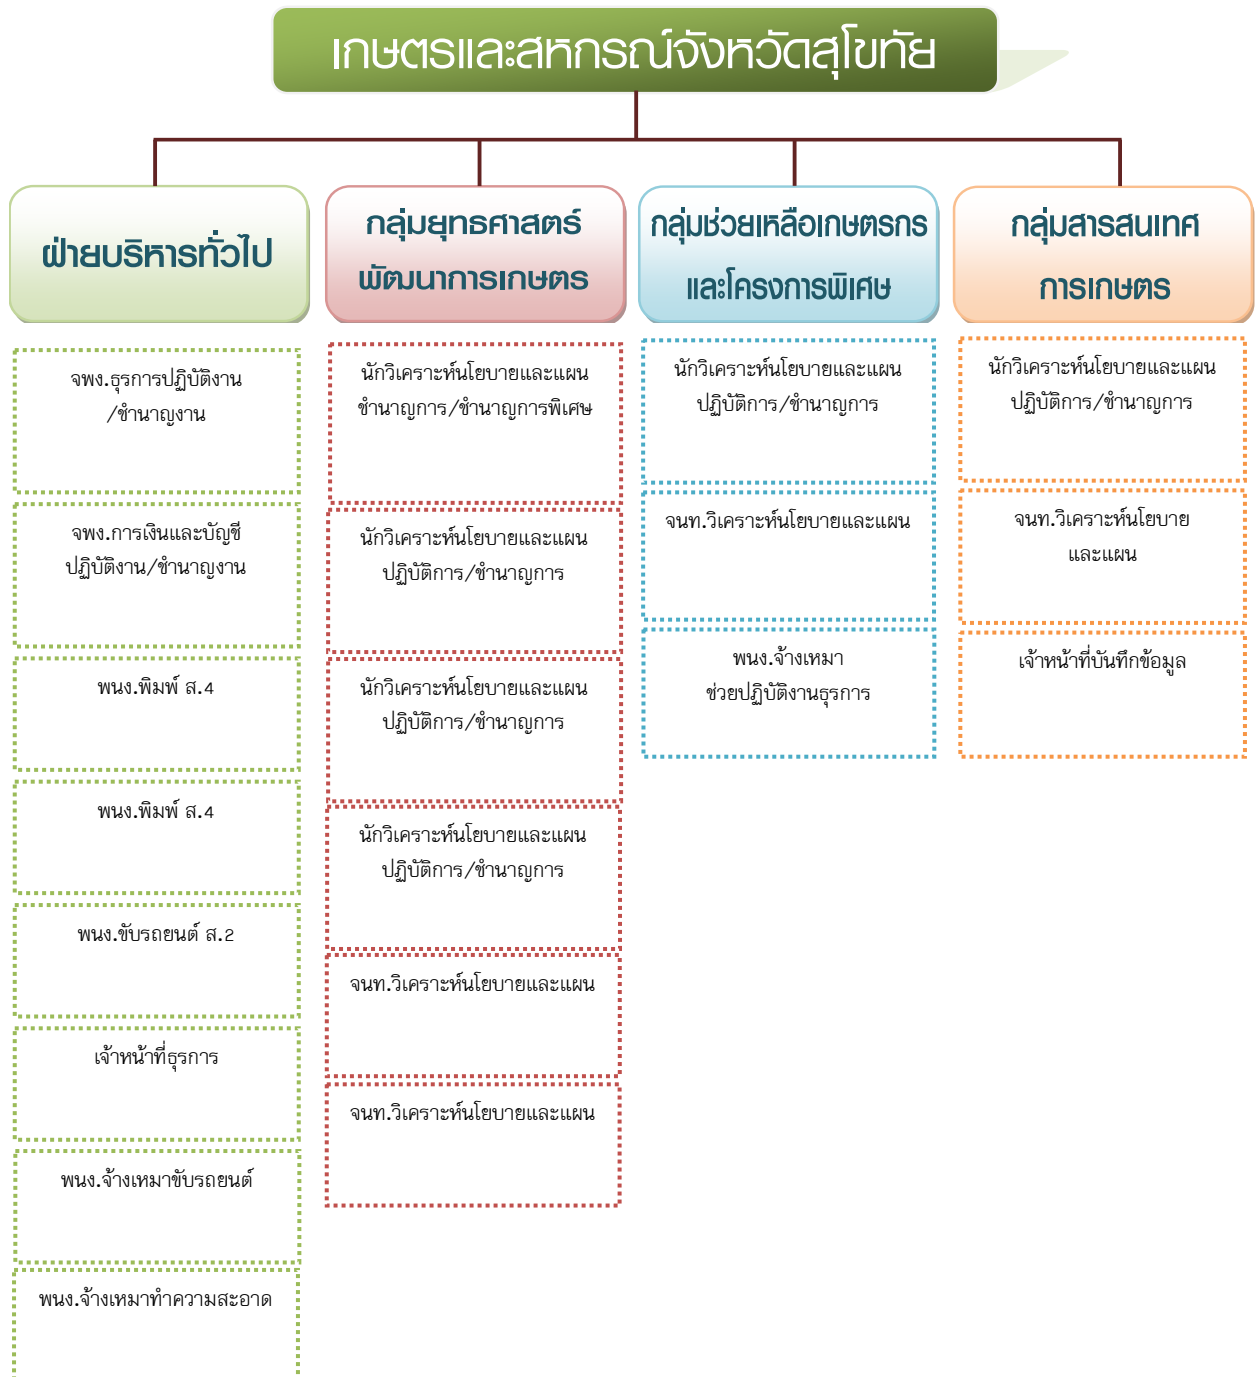 เกษตรและสหกรณ์จังหวัดสุโขทัย
ฝ่ายบริหารทั่วไป
จพง.ธุรการปฏิบัติงาน
/ชำนาญงาน
จพง.การเงินและบัญชี
ปฏิบัติงาน/ชำนาญงาน
พนง.พิมพ์ ส.4
พนง.พิมพ์ ส.4
พนง.ขับรถยนต์ ส.2
เจ้าหน้าที่ธุรการ
พนง.จ้างเหมาขับรถยนต์
พนง.จ้างเหมาทำความสะอาด
กลุ่มยุทธศาสตร์
พัฒนาการเกษตร
นักวิเคราะห์นโยบายและแผน
ชำนาญการ/ชำนาญการพิเศษ
นักวิเคราะห์นโยบายและแผน
ปฏิบัติการ/ชำนาญการ
นักวิเคราะห์นโยบายและแผน
ปฏิบัติการ/ชำนาญการ
นักวิเคราะห์นโยบายและแผน
ปฏิบัติการ/ชำนาญการ
จนท.วิเคราะห์นโยบายและแผน
จนท.วิเคราะห์นโยบายและแผน
กลุ่มช่วยเหลือเกษตรกร
และโครงการพิเศษ
นักวิเคราะห์นโยบายและแผน
ปฏิบัติการ/ชำนาญการ
จนท.วิเคราะห์นโยบายและแผน
พนง.จ้างเหมา
ช่วยปฏิบัติงานธุรการ
กลุ่มสารสนเทศ
การเกษตร
นักวิเคราะห์นโยบายและแผน
ปฏิบัติการ/ชำนาญการ
จนท.วิเคราะห์นโยบาย
และแผน
เจ้าหน้าที่บันทึกข้อมูล